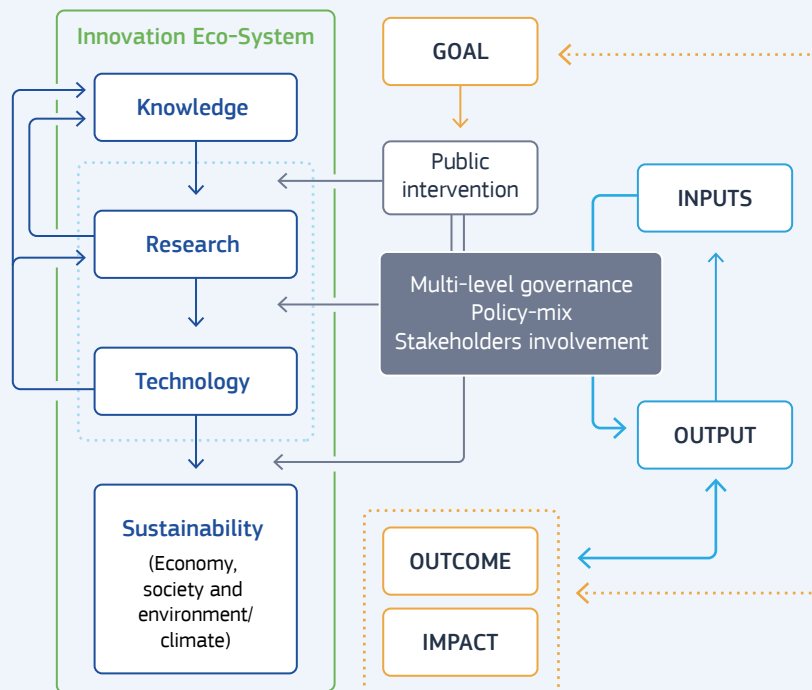 Innovation Eco-System
Knowledge
Research
Technology
Sustainability
(Economy,
society and
environment/
climate)
GOAL
Public
intervention
Multi-level governance
Policy-mix
Stakeholders involvement
INPUTS
OUTPUT
OUTCOME
IMPACT